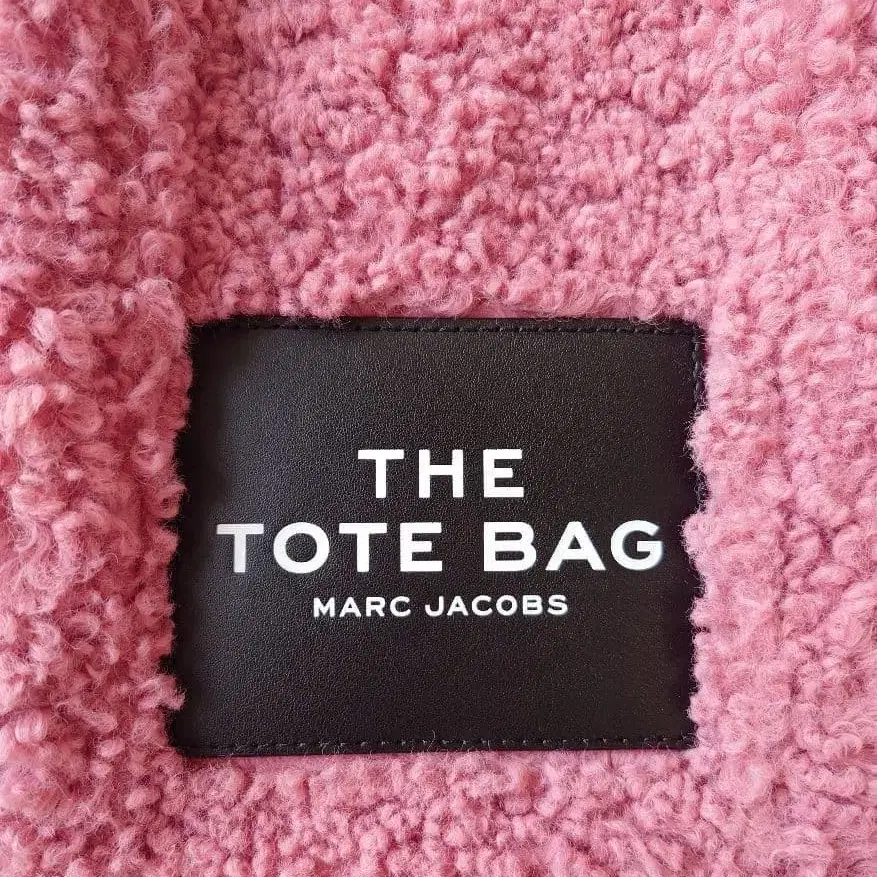 THE
TOTE BAG
MARC JACOBS